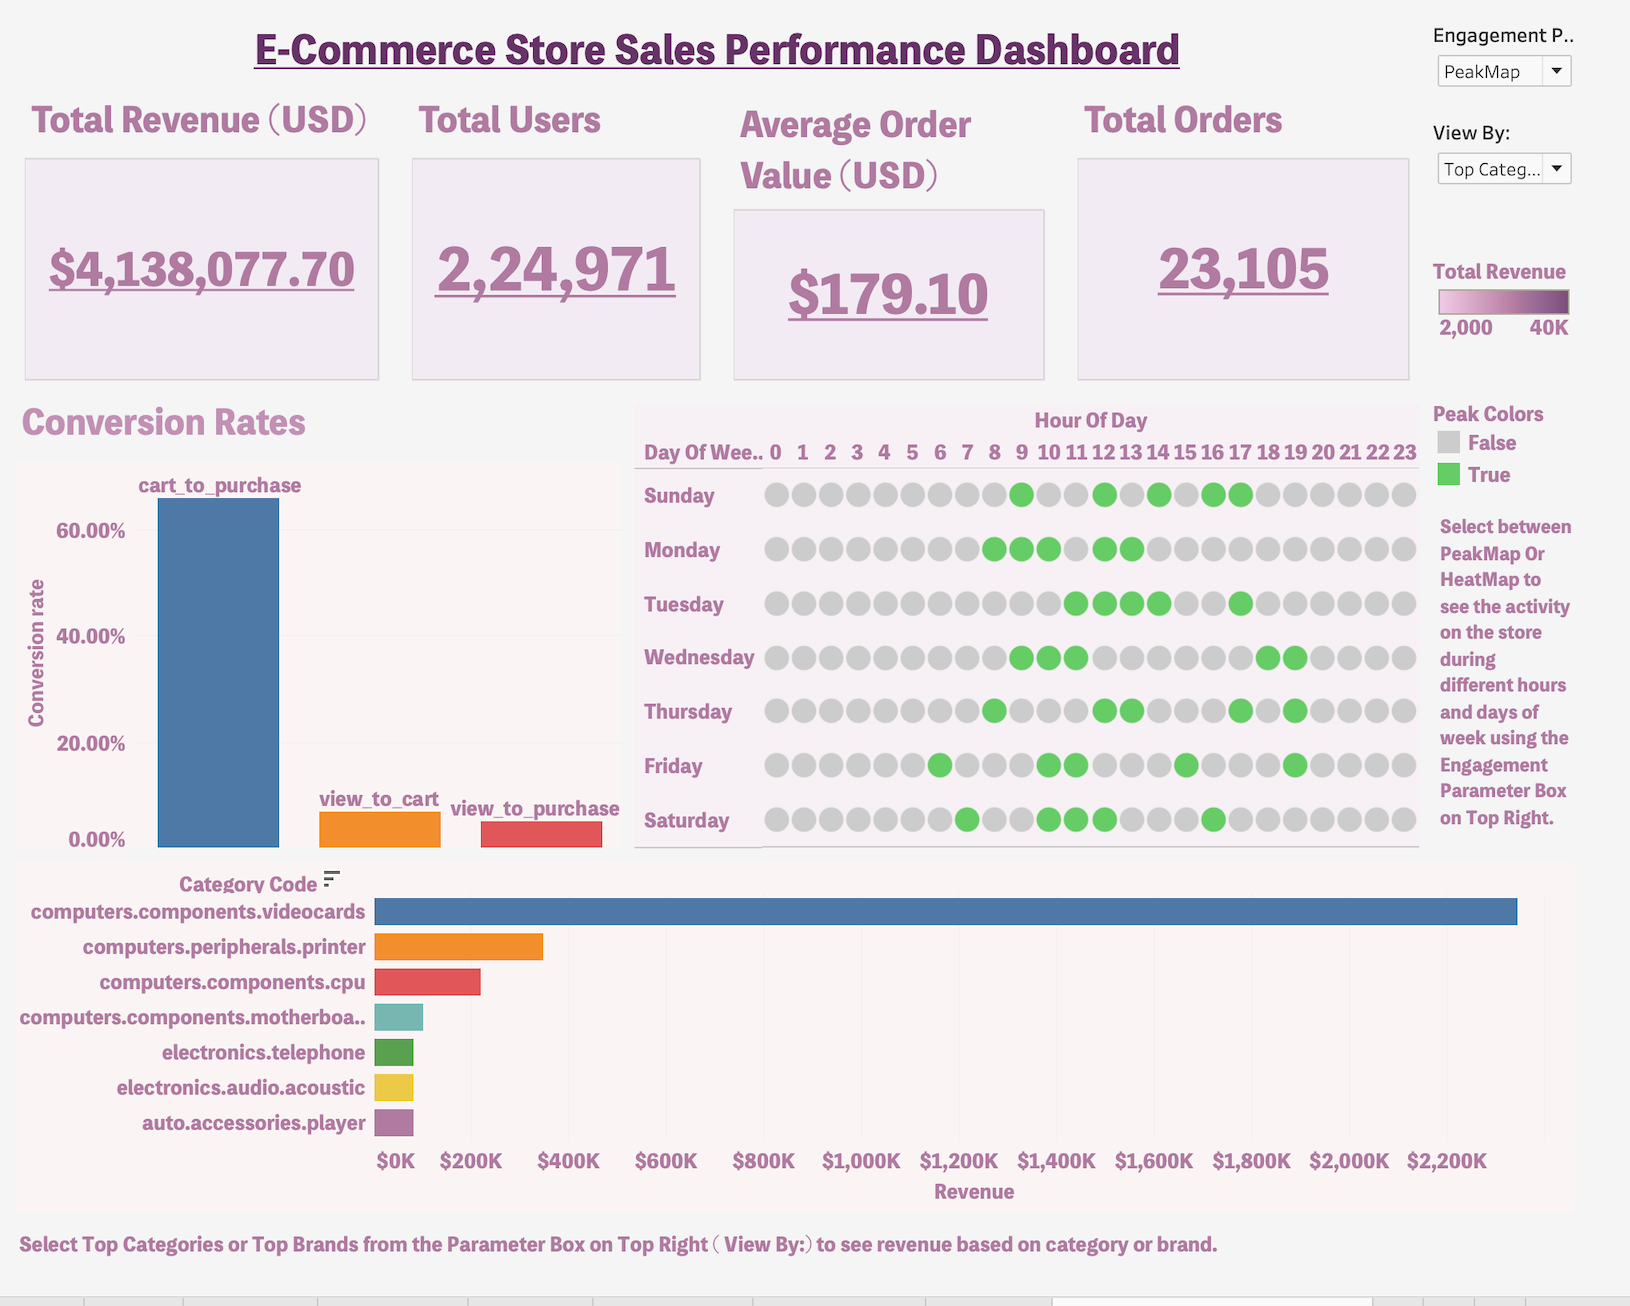 E-Commerce Store Sales Performance Dashboard
Engagement P..
PeakMap
View By:
Top Categ...
Total Revenue (USD)
Total Users
Average Order
Value (USD)
Total Orders
$4,138,077.70
2,24,971
$179.10
23,105
Total Revenue
2,000 40K
Conversion Rates
cart_to_purchase
view_to_cart
view_to_purchase
60.00%
40.00%
20.00%
0.00%
Conversion rate
Hour Of Day
Day Of Wee.. 0 1 2 3 4 5 6 7 8 9 10 11 12 13 14 15 16 17 18 19 20 21 22 23
Sunday
Monday
Tuesday
Wednesday
Thursday
Friday
Saturday
Peak Colors
False
True
Select between
PeakMap Or
HeatMap to
see the activity
on the store
during
different hours
and days of
week using the
Engagement
Parameter Box
on Top Right.
Category Code
computers.components.videocards
computers.peripherals.printer
computers.components.cpu
computers.components.motherboa..
electronics.telephone
electronics.audio.acoustic
auto.accessories.player
$0K $200K $400K $600K $800K $1,000K $1,200K $1,400K $1,600K $1,800K $2,000K $2,200K
Revenue
Select Top Categories or Top Brands from the Parameter Box on Top Right ( View By:) to see revenue based on category or brand.